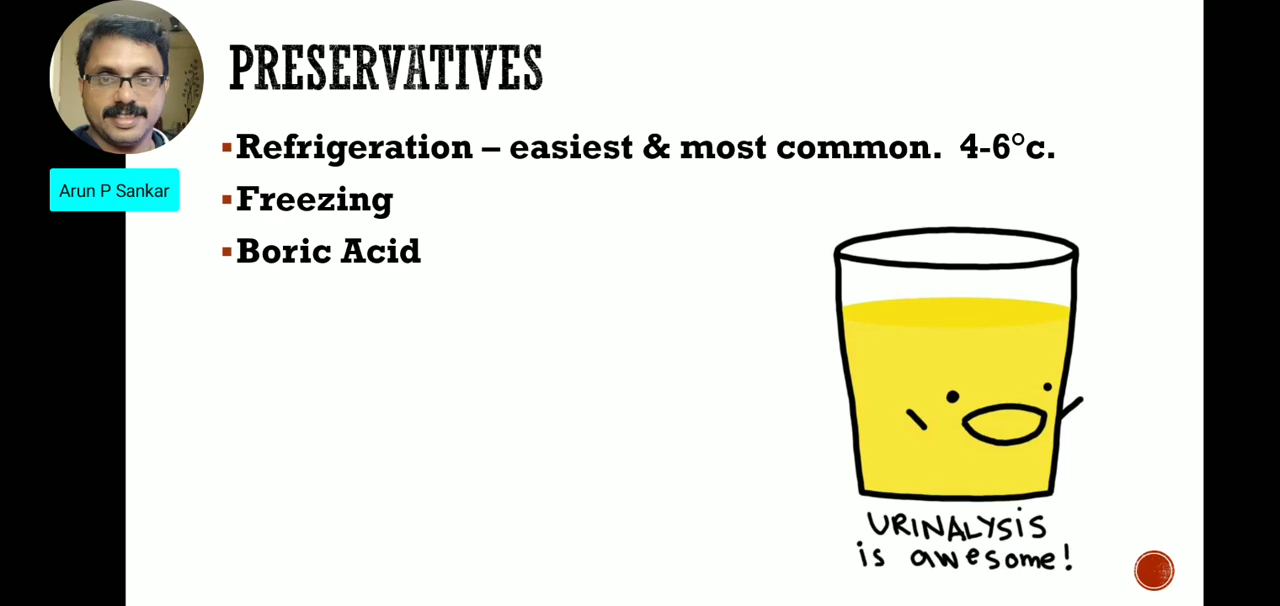 PRESERVATIVES
▪Refrigeration – easiest & most common. 4-6°c.
Arun P Sankar
▪Freezing
▪Boric Acid
URINALYSIS
is awesome!